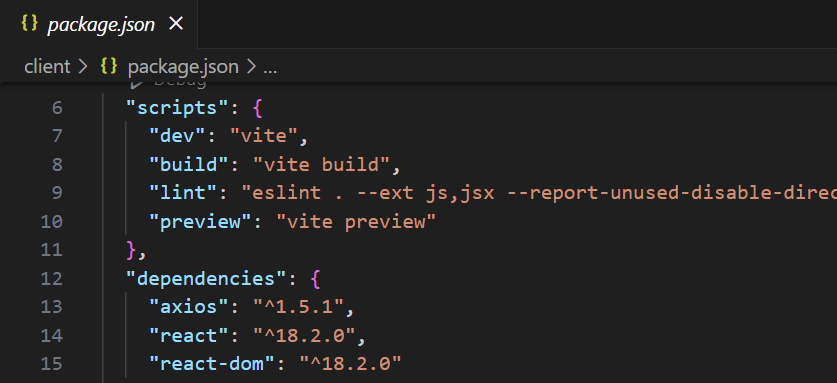 {} package.json ×
client > {} package.json > ...
Debug
6 "scripts": {
7 "dev": "vite",
8 "build": "vite build",
9 "lint": "eslint . --ext js,jsx --report-unused-disable-direc
10 "preview": "vite preview"
11 },
12 "dependencies": {
13 "axios": "^1.5.1",
14 "react": "^18.2.0",
15 "react-dom": "^18.2.0"